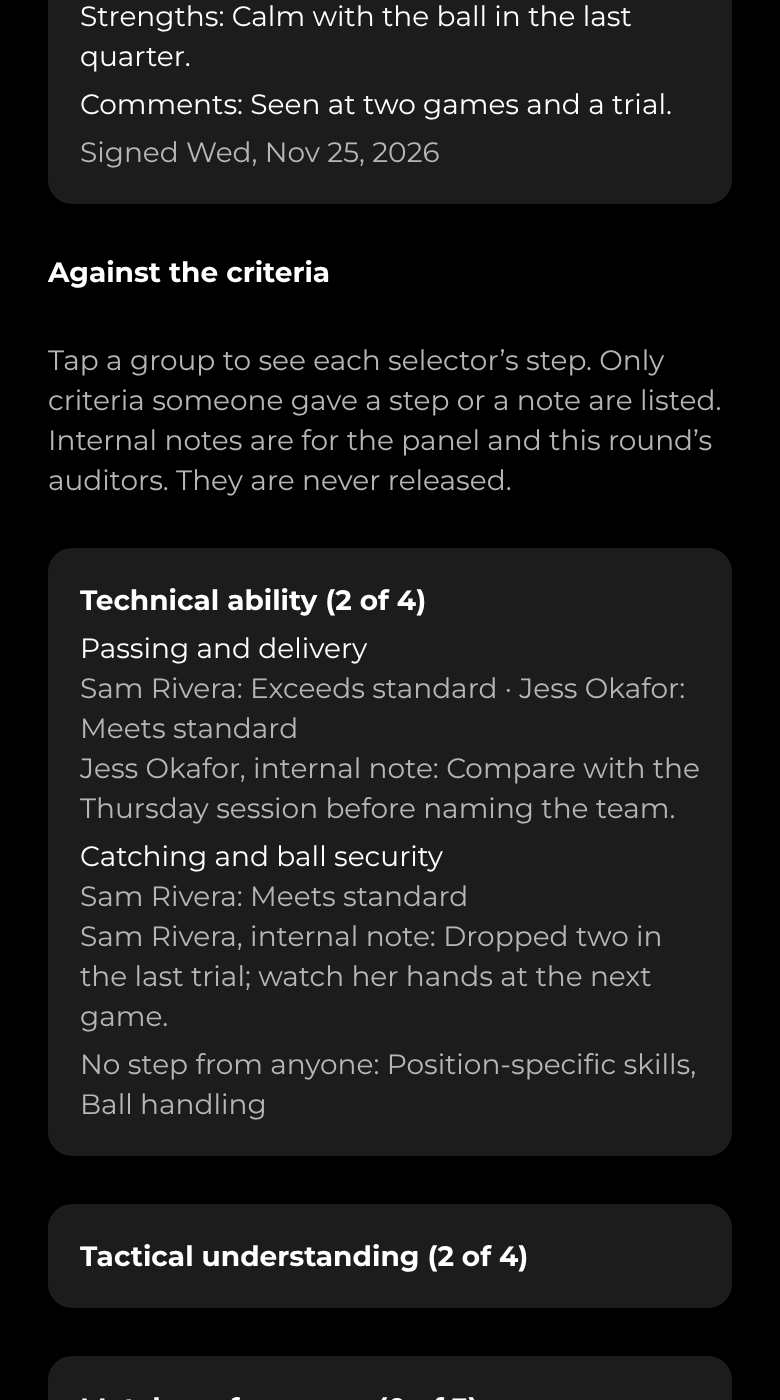 Strengths: Calm with the ball in the last
quarter.
Comments: Seen at two games and a trial.
Signed Wed, Nov 25, 2026
Against the criteria
Tap a group to see each selector’s step. Only
criteria someone gave a step or a note are listed.
Internal notes are for the panel and this round’s
auditors. They are never released.
Technical ability (2 of 4)
Passing and delivery
Sam Rivera: Exceeds standard · Jess Okafor:
Meets standard
Jess Okafor, internal note: Compare with the
Thursday session before naming the team.
Catching and ball security
Sam Rivera: Meets standard
Sam Rivera, internal note: Dropped two in
the last trial; watch her hands at the next
game.
No step from anyone: Position-specific skills,
Ball handling
Tactical understanding (2 of 4)